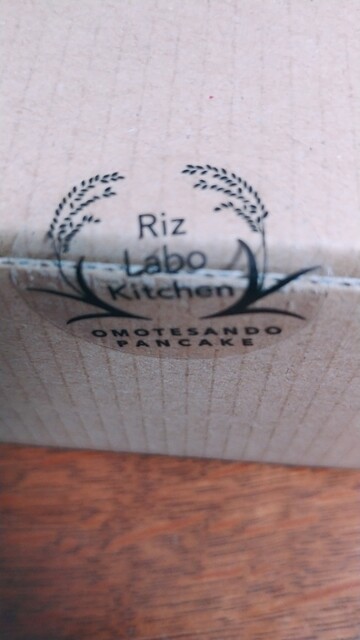 Riz
Labo
Kitchen
OMOTESANDO
PANCAKE